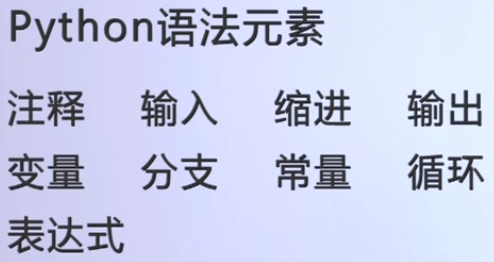 Python语法元素
注释 输入 缩进 输出
变量 分支 常量 循环
表达式